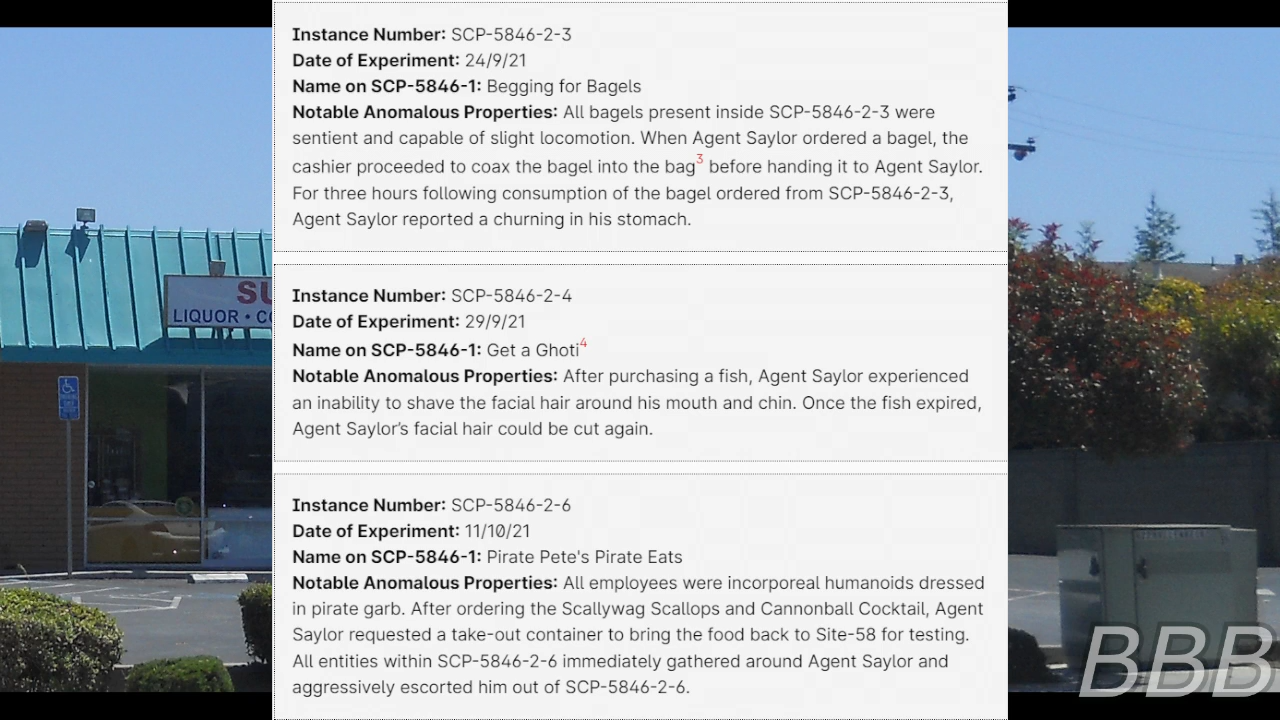 Instance Number: SCP-5846-2-3
Date of Experiment: 24/9/21
Name on SCP-5846-1: Begging for Bagels
Notable Anomalous Properties: All bagels present inside SCP-5846-2-3 were
sentient and capable of slight locomotion. When Agent Saylor ordered a bagel, the
cashier proceeded to coax the bagel into the bag3 before handing it to Agent Saylor.
For three hours following consumption of the bagel ordered from SCP-5846-2-3,
Agent Saylor reported a churning in his stomach.
Instance Number: SCP-5846-2-4
Date of Experiment: 29/9/21
Name on SCP-5846-1: Get a Ghoti4
Notable Anomalous Properties: After purchasing a fish, Agent Saylor experienced
an inability to shave the facial hair around his mouth and chin. Once the fish expired,
Agent Saylor's facial hair could be cut again.
Instance Number: SCP-5846-2-6
Date of Experiment: 11/10/21
Name on SCP-5846-1: Pirate Pete's Pirate Eats
Notable Anomalous Properties: All employees were incorporeal humanoids dressed
in pirate garb. After ordering the Scallywag Scallops and Cannonball Cocktail, Agent
Saylor requested a take-out container to bring the food back to Site-58 for testing.
All entities within SCP-5846-2-6 immediately gathered around Agent Saylor and
aggressively escorted him out of SCP-5846-2-6.
SU
LIQUOR • CO
BBB